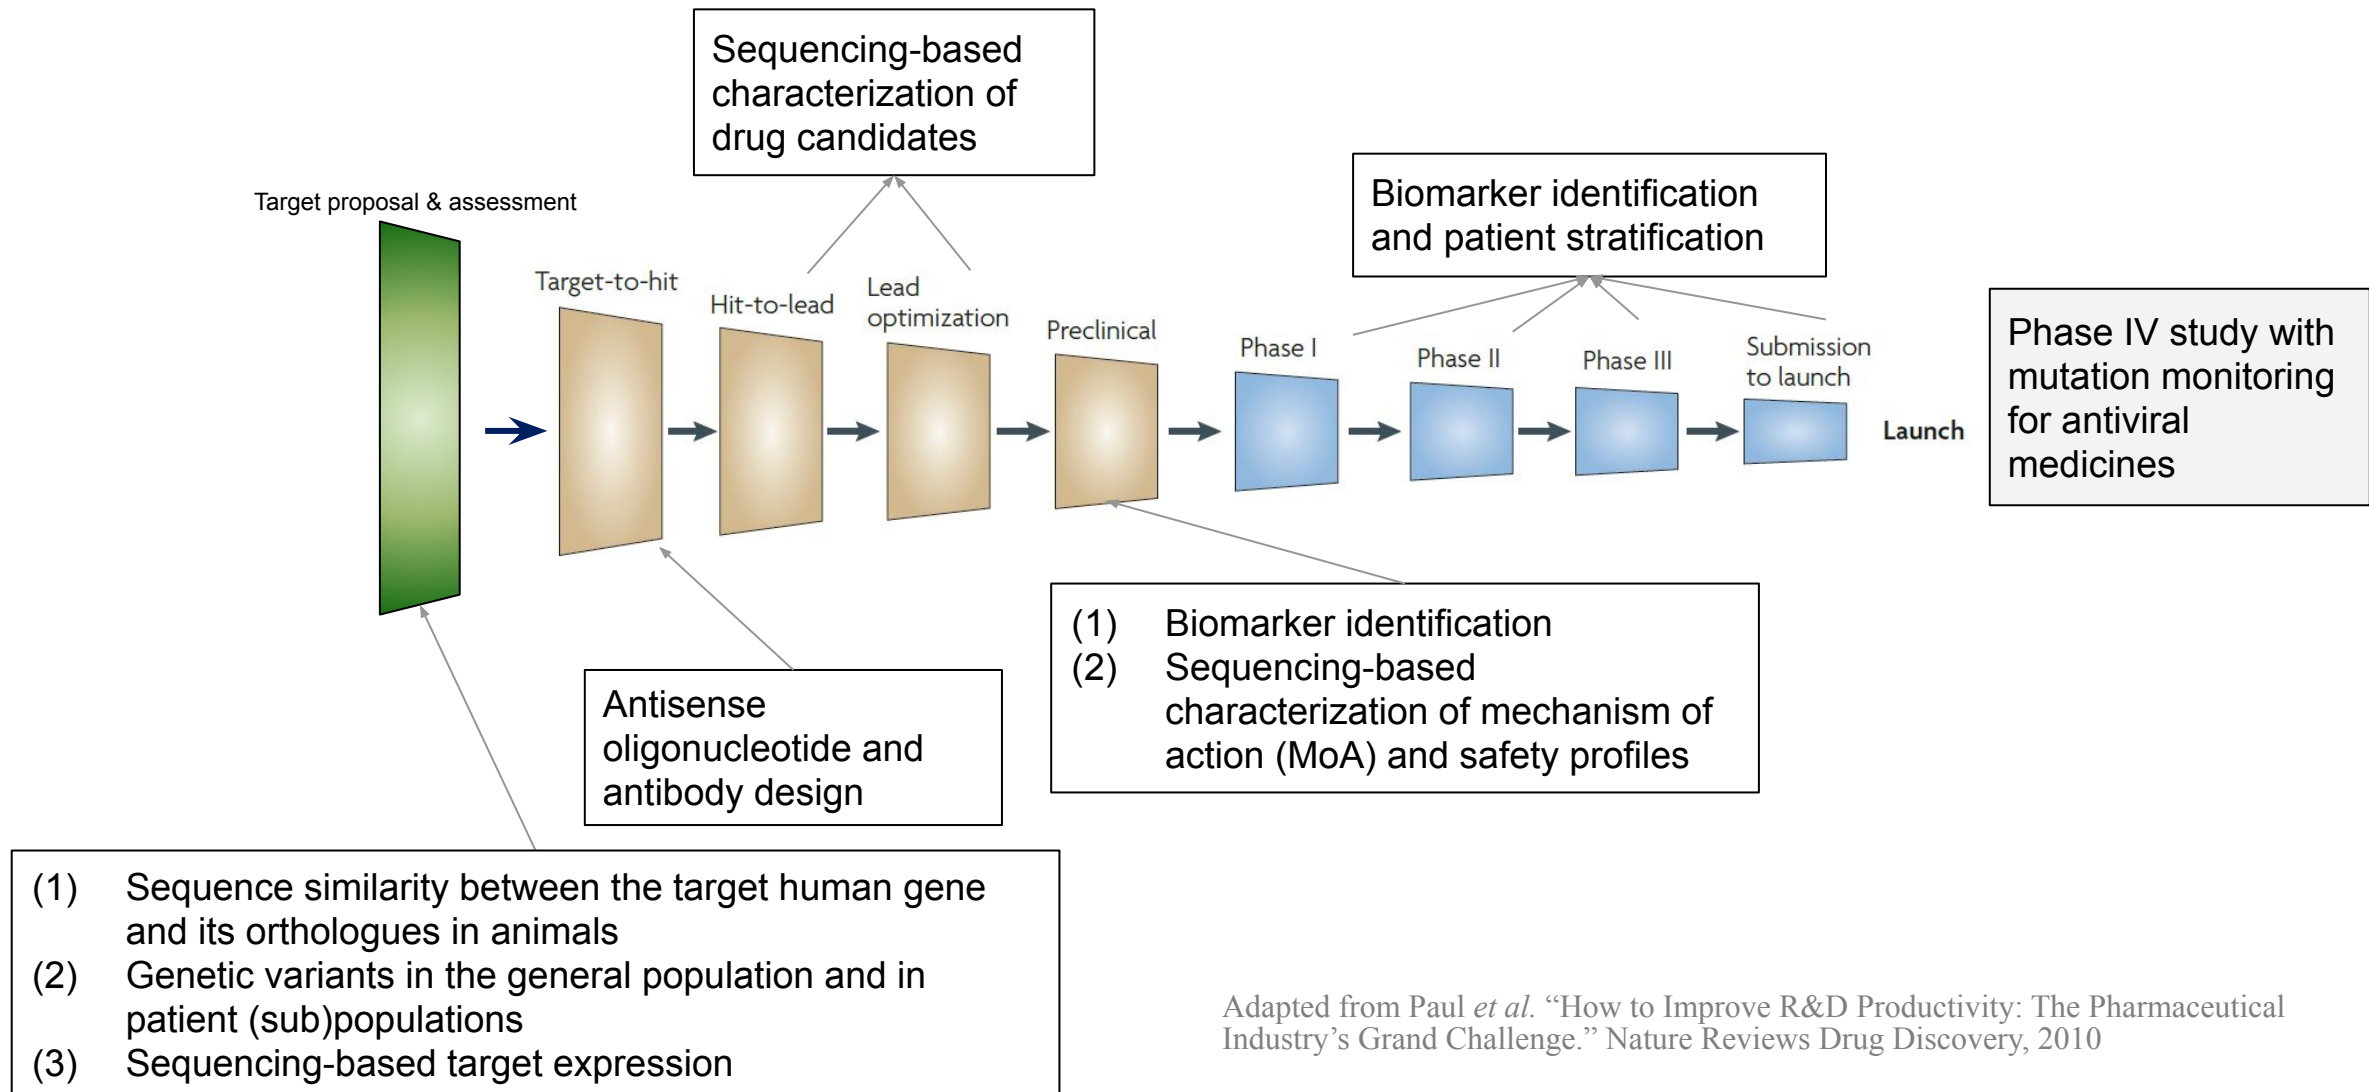 Sequencing-based
characterization of
drug candidates
Target proposal & assessment
Biomarker identification
and patient stratification
Target-to-hit
Hit-to-lead
Lead
optimization
Preclinical
Phase I
Phase II
Phase III
Submission
to launch
Launch
Phase IV study with
mutation monitoring
for antiviral
medicines
Antisense
oligonucleotide and
antibody design
(1) Biomarker identification
(2) Sequencing-based
characterization of mechanism of
action (MoA) and safety profiles
(1) Sequence similarity between the target human gene
and its orthologues in animals
(2) Genetic variants in the general population and in
patient (sub)populations
(3) Sequencing-based target expression
Adapted from Paul et al. “How to Improve R&D Productivity: The Pharmaceutical
Industry’s Grand Challenge.” Nature Reviews Drug Discovery, 2010